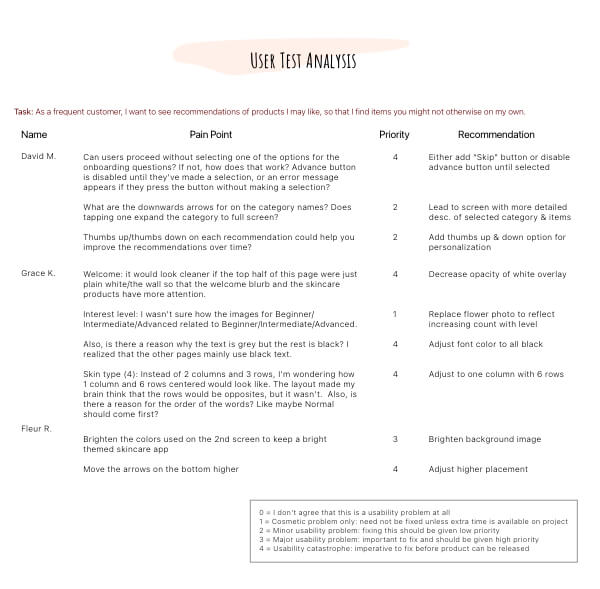 User Test Analysis
Task: As a frequent customer, I want to see recommendations of products I may like, so that I find items you might not otherwise on my own.
Name Pain Point Priority Recommendation
David M.
Can users proceed without selecting one of the options for the
onboarding questions? If not, how does that work? Advance button
is disabled until they've made a selection, or an error message
appears if they press the button without making a selection?
4
Either add "Skip" button or disable
advance button until selected
What are the downwards arrows for on the category names? Does
tapping one expand the category to full screen?
2
Lead to screen with more detailed
desc. of selected category & items
Thumbs up/thumbs down on each recommendation could help you
improve the recommendations over time?
2
Add thumbs up & down option for
personalization
Grace K.
Welcome: it would look cleaner if the top half of this page were just
plain white/the wall so that the welcome blurb and the skincare
products have more attention.
4
Decrease opacity of white overlay
Interest level: I wasn't sure how the images for Beginner/
Intermediate/Advanced related to Beginner/Intermediate/Advanced.
1
Replace flower photo to reflect
increasing count with level
Also, is there a reason why the text is grey but the rest is black? I
realized that the other pages mainly use black text.
4
Adjust font color to all black
Skin type (4): Instead of 2 columns and 3 rows, I'm wondering how
1 column and 6 rows centered would look like. The layout made my
brain think that the rows would be opposites, but it wasn't. Also, is
there a reason for the order of the words? Like maybe Normal
should come first?
4
Adjust to one column with 6 rows
Fleur R.
Brighten the colors used on the 2nd screen to keep a bright
themed skincare app
3
Brighten background image
Move the arrows on the bottom higher
4
Adjust higher placement
0 = I don't agree that this is a usability problem at all
1 = Cosmetic problem only: need not be fixed unless extra time is available on project
2 = Minor usability problem: fixing this should be given low priority
3 = Major usability problem: important to fix and should be given high priority
4 = Usability catastrophe: imperative to fix before product can be released